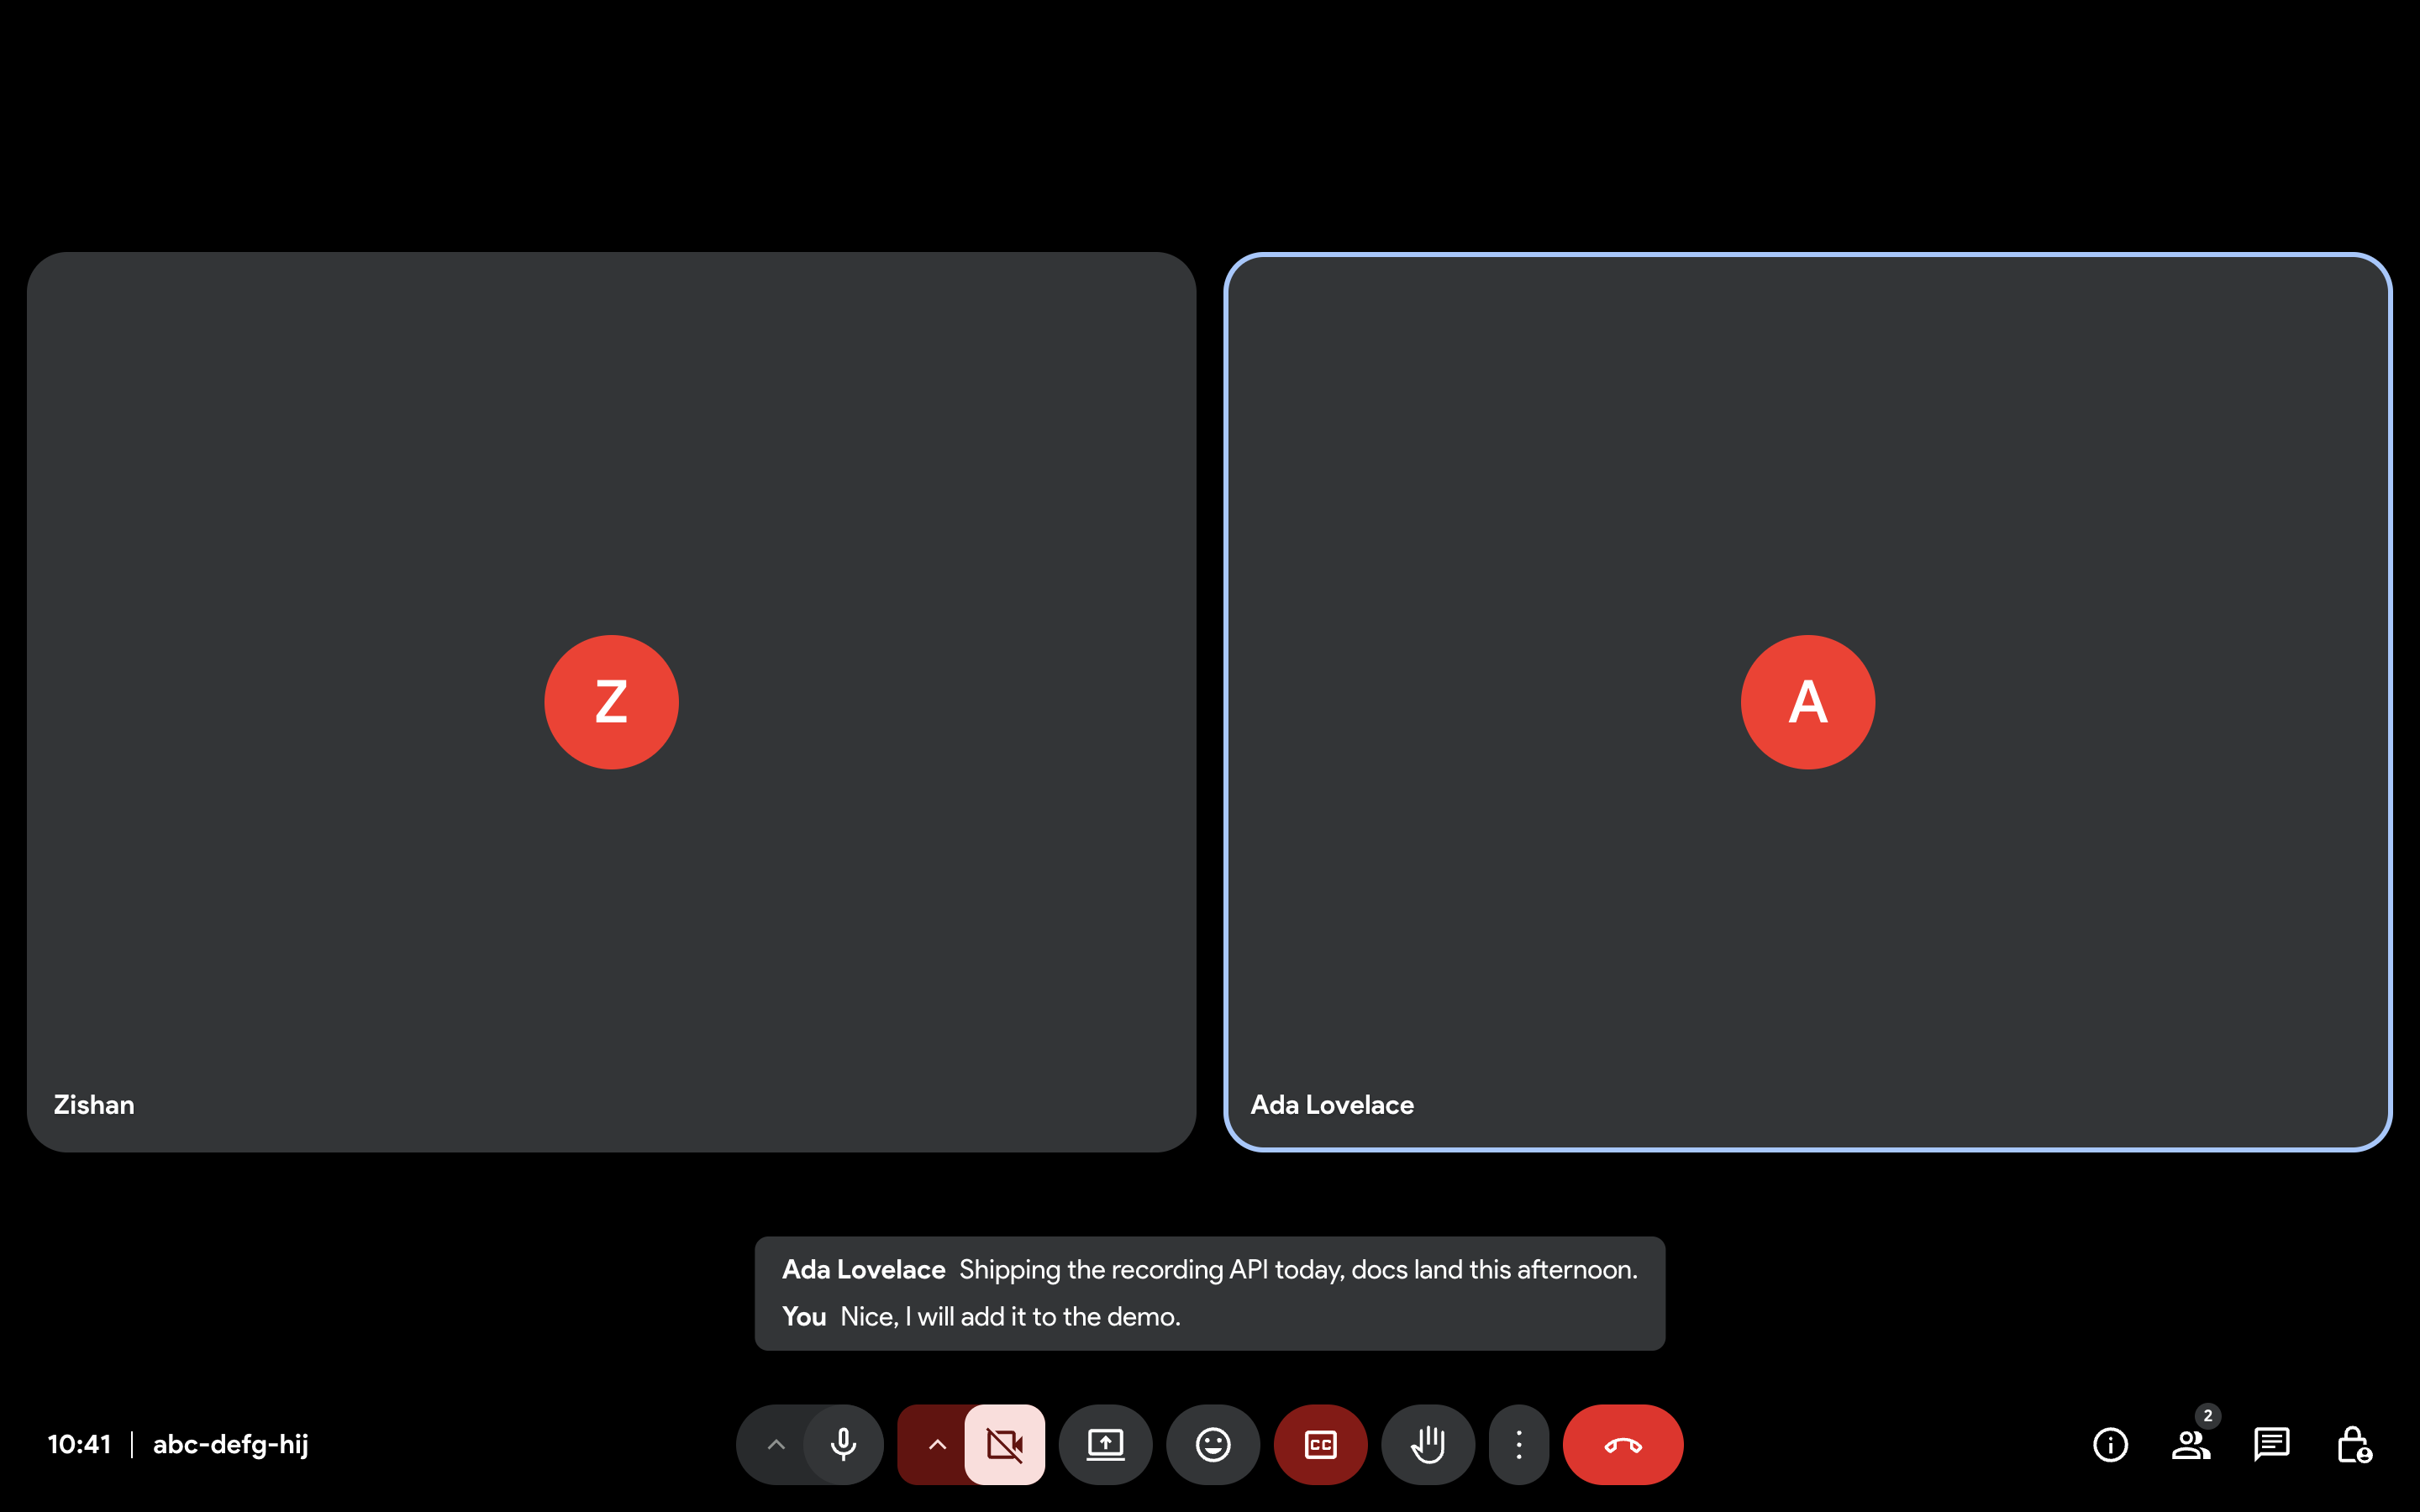 Z
A
Zishan
Ada Lovelace
Ada Lovelace Shipping the recording API today, docs land this afternoon.
You Nice, I will add it to the demo.
10:41 | abc-defg-hij
CC
2